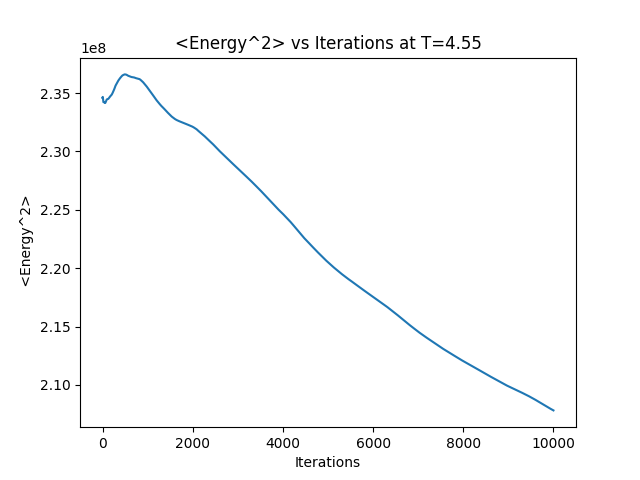 <Energy^2> vs Iterations at T=4.55
1e8
2.35
2.30
2.25
2.20
2.15
2.10
<Energy^2>
0 2000 4000 6000 8000 10000
Iterations